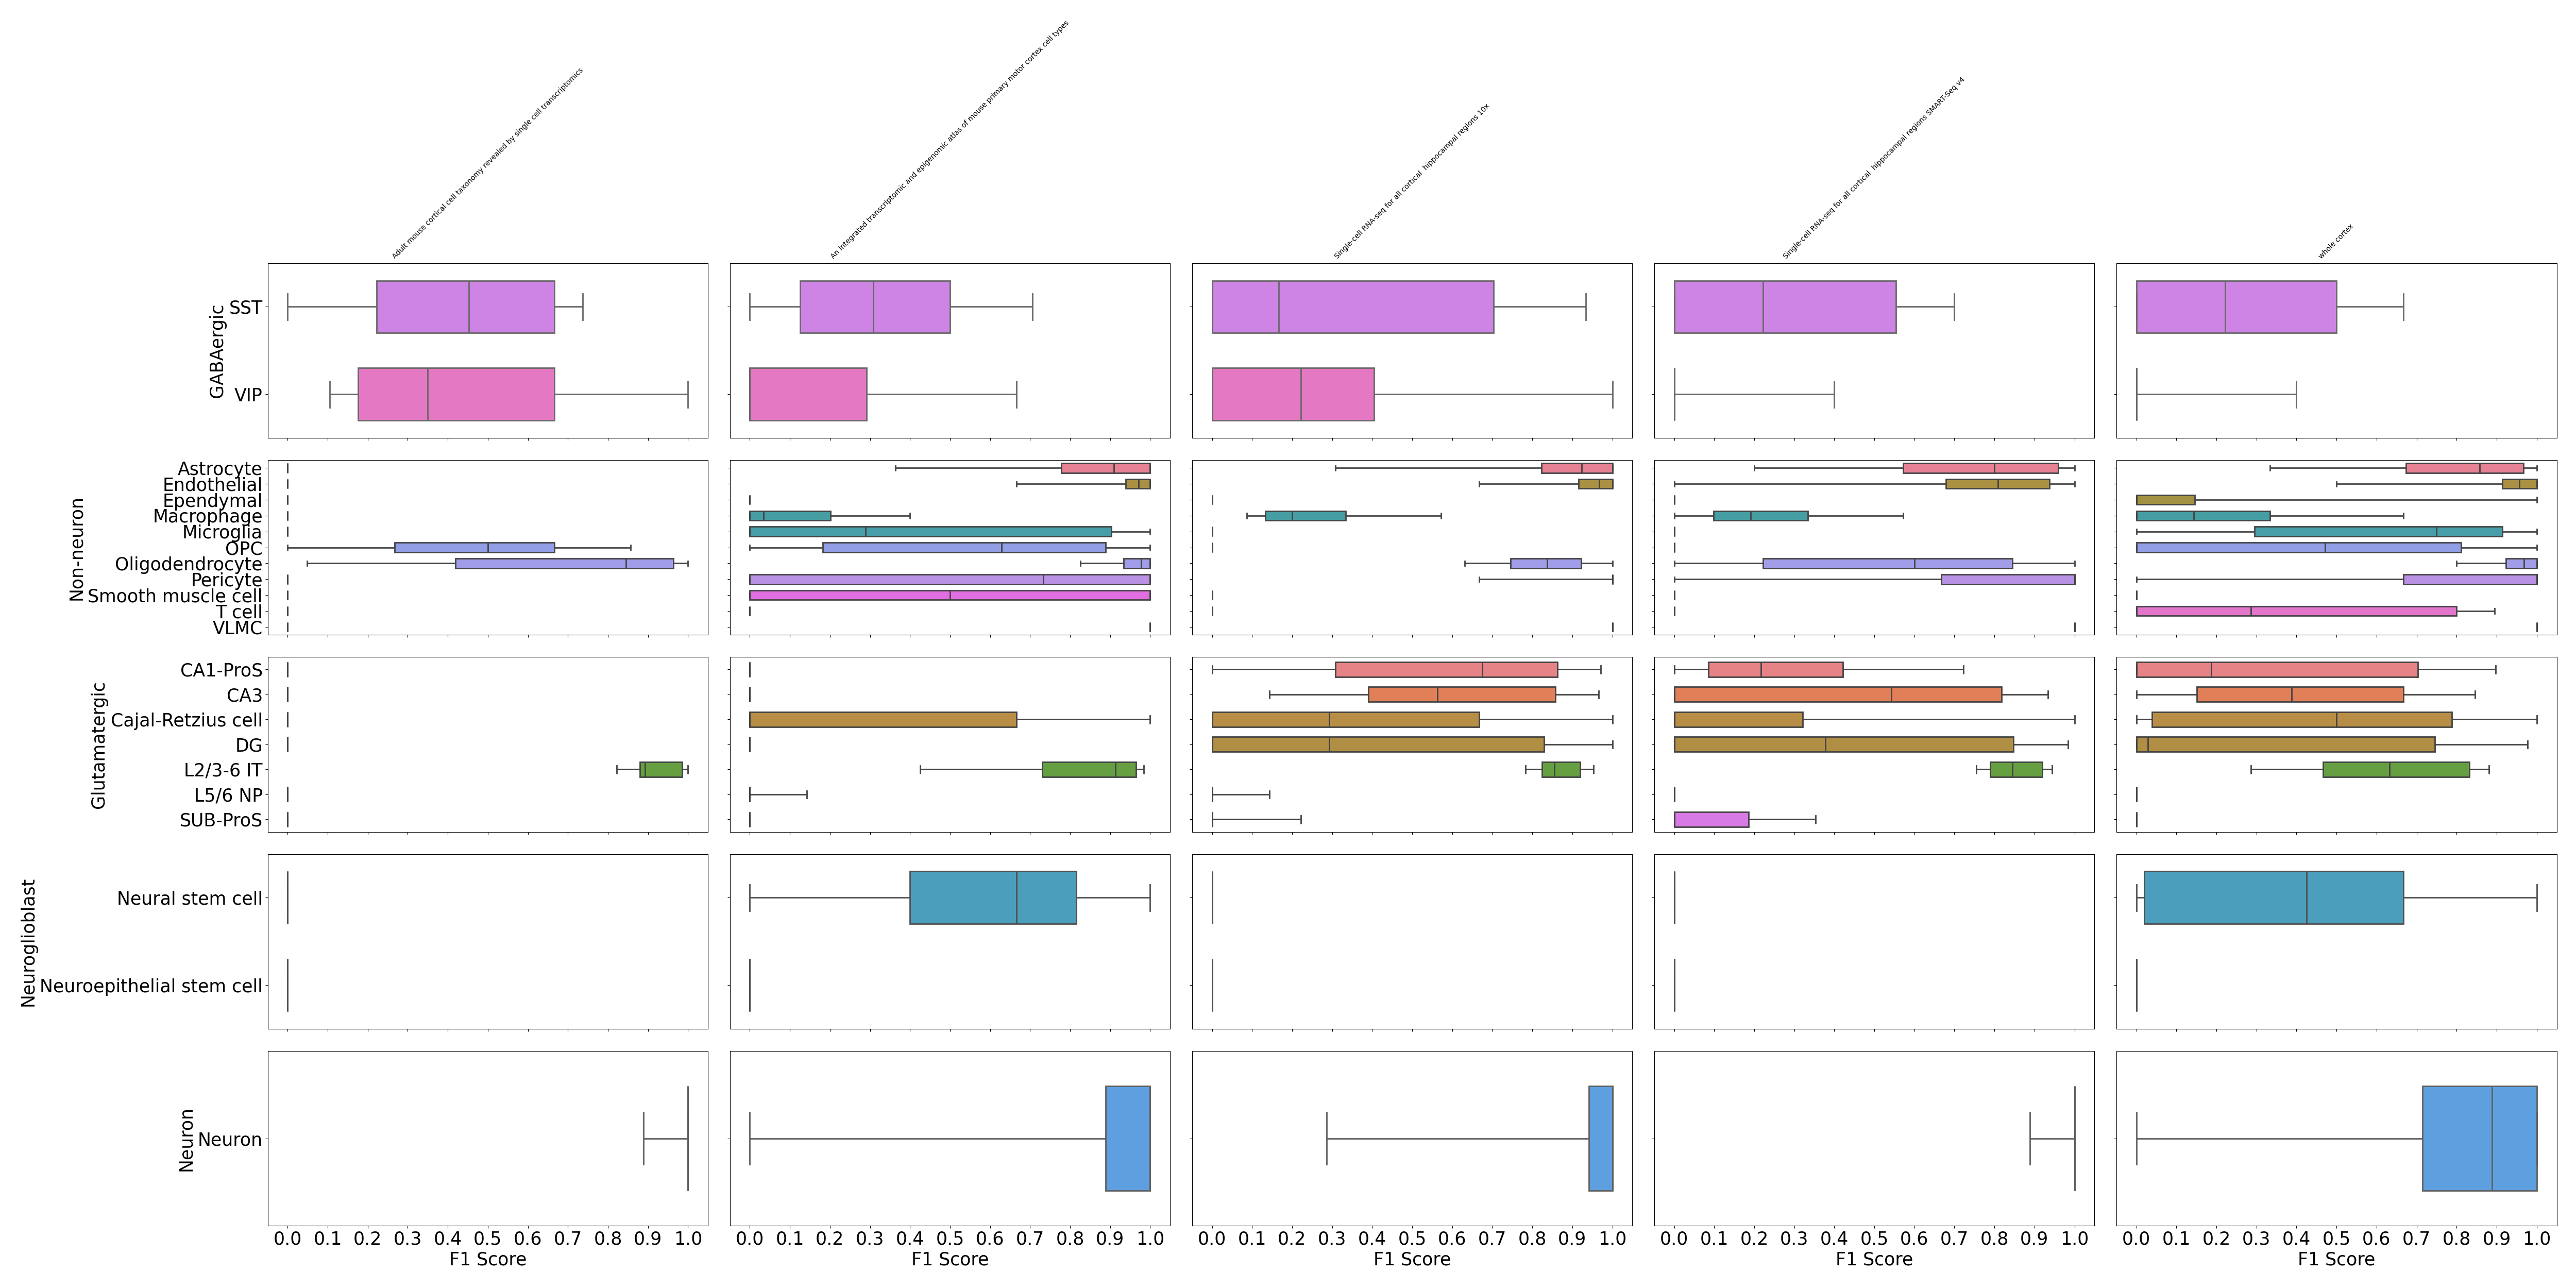 Adult mouse cortical cell taxonomy revealed by single cell transcriptomics
An integrated transcriptomic and epigenomic atlas of mouse primary motor cortex cell types
Single-cell RNA-seq for all cortical  hippocampal regions 10x
Single-cell RNA-seq for all cortical  hippocampal regions SMART-Seq v4
whole cortex
GABAergic
SST
VIP
Non-neuron
Astrocyte
Endothelial
Ependymal
Macrophage
Microglia
OPC
Oligodendrocyte
Pericyte
Smooth muscle cell
T cell
VLMC
Glutamatergic
CA1-ProS
CA3
Cajal-Retzius cell
DG
L2/3-6 IT
L5/6 NP
SUB-ProS
Neuroglioblast
Neural stem cell
Neuroepithelial stem cell
Neuron
Neuron
0.0 0.1 0.2 0.3 0.4 0.5 0.6 0.7 0.8 0.9 1.0
F1 Score
0.0 0.1 0.2 0.3 0.4 0.5 0.6 0.7 0.8 0.9 1.0
F1 Score
0.0 0.1 0.2 0.3 0.4 0.5 0.6 0.7 0.8 0.9 1.0
F1 Score
0.0 0.1 0.2 0.3 0.4 0.5 0.6 0.7 0.8 0.9 1.0
F1 Score
0.0 0.1 0.2 0.3 0.4 0.5 0.6 0.7 0.8 0.9 1.0
F1 Score